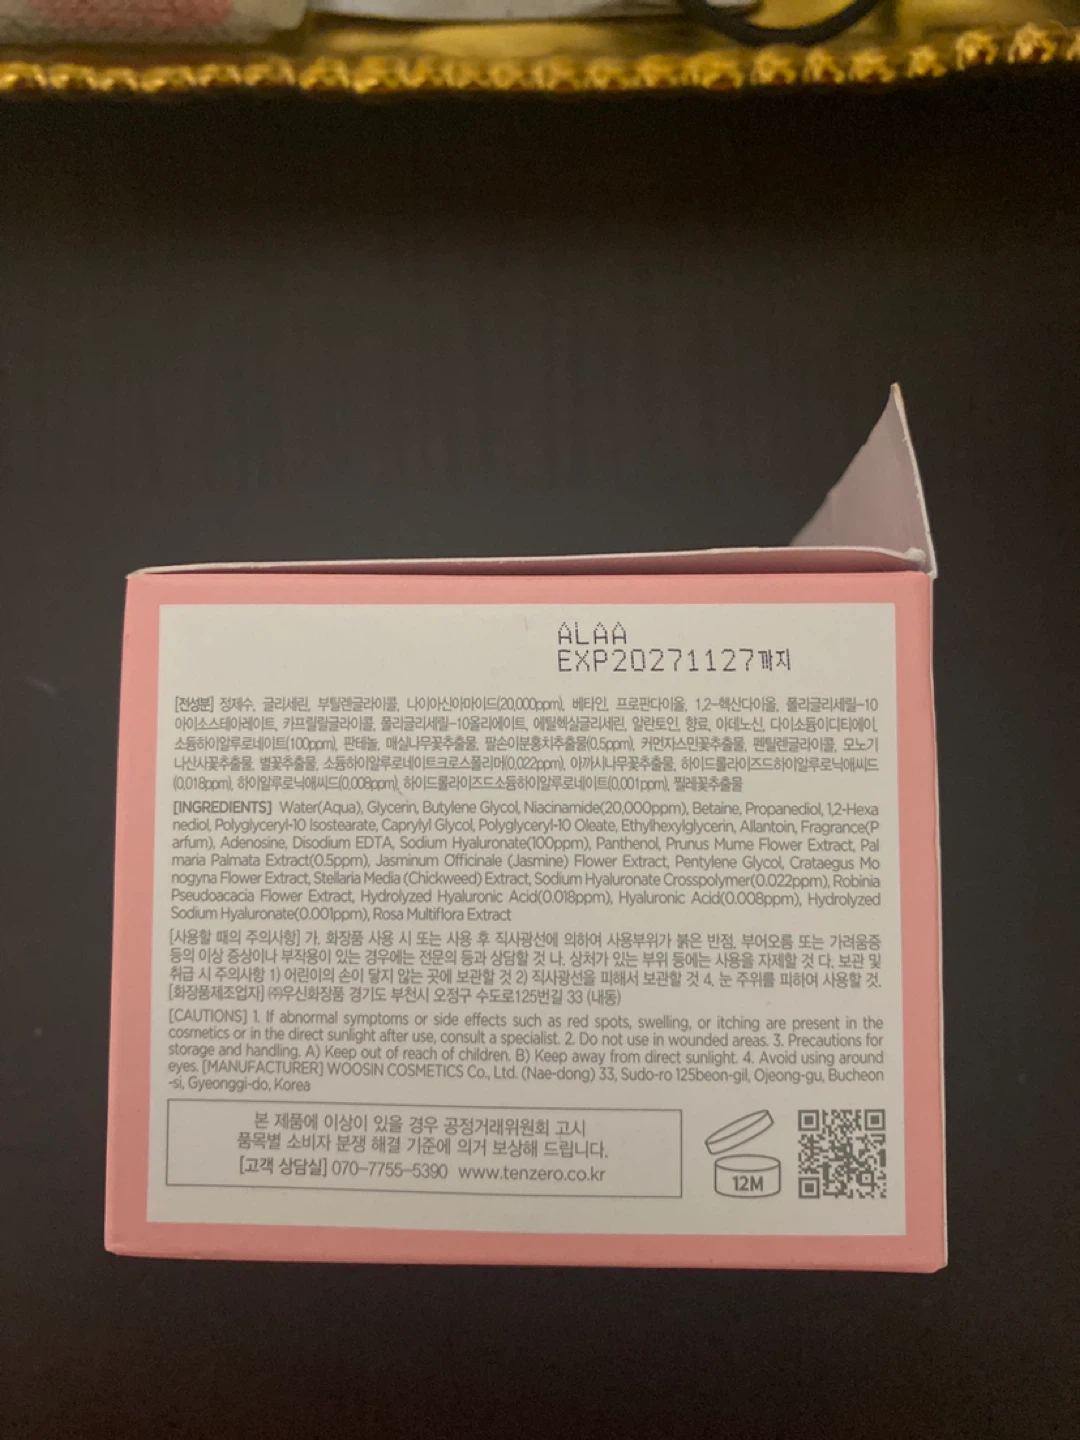 ALAA
EXP20271127까지
[전성분] 정제수, 글리세린, 부틸렌글라이콜, 나이아신아마이드(20,000ppm), 베타인, 프로판다이올, 1,2-헥산다이올, 폴리글리세릴-10
아이소스테아레이트, 카프릴릴글라이콜, 폴리글리세릴-10올리에이트, 에틸헥실글리세린, 알란토인, 향료, 아데노신, 다이소듐이디티에이,
소듐하이알루로네이트(100ppm), 판테놀, 매실나무꽃추출물, 팔손이분홍치추출물(0.5ppm), 커먼자스민꽃추출물, 펜틸렌글라이콜, 모노기
나산사꽃추출물, 별꽃추출물, 소듐하이알루로네이트크로스폴리머(0.022ppm), 아까시나무꽃추출물, 하이드롤라이즈드하이알루로닉애씨드
(0.018ppm), 하이알루로닉애씨드(0.008ppm), 하이드롤라이즈드소듐하이알루로네이트(0.001ppm), 찔레꽃추출물
[INGREDIENTS] Water(Aqua), Glycerin, Butylene Glycol, Niacinamide(20,000ppm), Betaine, Propanediol, 1,2-Hexa
nediol, Polyglyceryl-10 Isostearate, Caprylyl Glycol, Polyglyceryl-10 Oleate, Ethylhexylglycerin, Allantoin, Fragrance(P
arfum), Adenosine, Disodium EDTA, Sodium Hyaluronate(100ppm), Panthenol, Prunus Mume Flower Extract, Pal
maria Palmata Extract(0.5ppm), Jasminum Officinale (Jasmine) Flower Extract, Pentylene Glycol, Crataegus Mo
nogyna Flower Extract, Stellaria Media (Chickweed) Extract, Sodium Hyaluronate Crosspolymer(0.022ppm), Robinia
Pseudoacacia Flower Extract, Hydrolyzed Hyaluronic Acid(0.018ppm), Hyaluronic Acid(0.008ppm), Hydrolyzed
Sodium Hyaluronate(0.001ppm), Rosa Multiflora Extract
[사용할 때의 주의사항] 가. 화장품 사용 시 또는 사용 후 직사광선에 의하여 사용부위가 붉은 반점, 부어오름 또는 가려움증
등의 이상 증상이나 부작용이 있는 경우에는 전문의 등과 상담할 것 나. 상처가 있는 부위 등에는 사용을 자제할 것 다. 보관 및
취급 시 주의사항 1) 어린이의 손이 닿지 않는 곳에 보관할 것 2) 직사광선을 피해서 보관할 것 4. 눈 주위를 피하여 사용할 것.
[화장품제조업자] ㈜우신화장품 경기도 부천시 오정구 수도로125번길 33 (내동)
[CAUTIONS] 1. If abnormal symptoms or side effects such as red spots, swelling, or itching are present in the
cosmetics or in the direct sunlight after use, consult a specialist. 2. Do not use in wounded areas. 3. Precautions for
storage and handling. A) Keep out of reach of children. B) Keep away from direct sunlight. 4. Avoid using around
eyes. [MANUFACTURER] WOOSIN COSMETICS Co., Ltd. (Nae-dong) 33, Sudo-ro 125beon-gil, Ojeong-gu, Bucheon
-si, Gyeonggi-do, Korea
본 제품에 이상이 있을 경우 공정거래위원회 고시
품목별 소비자 분쟁 해결 기준에 의거 보상해 드립니다.
[고객 상담실] 070-7755-5390 www.tenzero.co.kr
12M